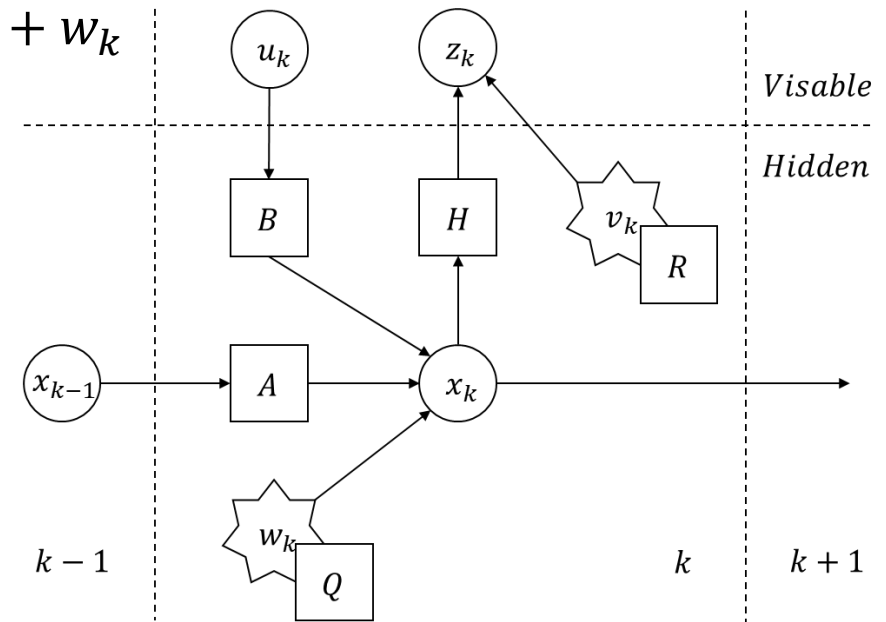 + w_k
u_k
z_k
Visable
Hidden
B
H
v_k
R
x_{k-1}
A
x_k
w_k
Q
k − 1
k
k + 1